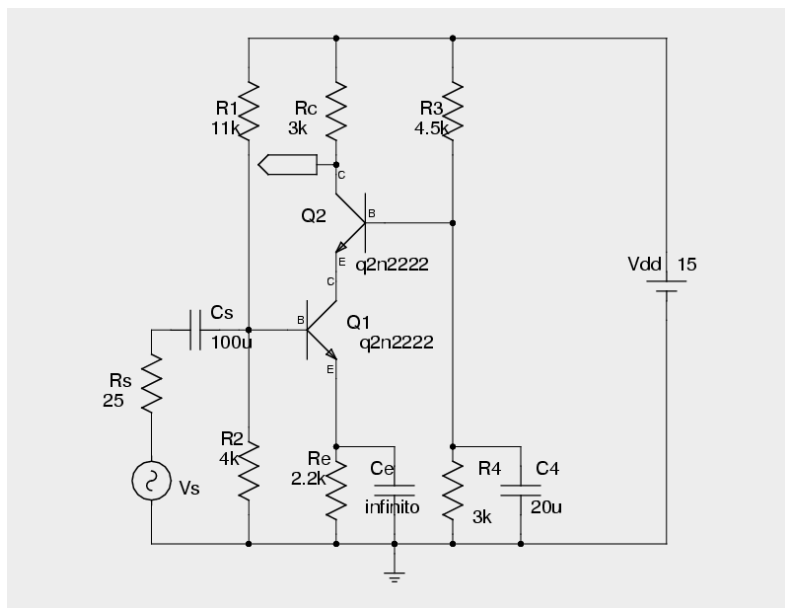 R1
11k
Rc
3k
R3
4.5k
C
Q2
B
E
q2n2222
Vdd 15
C
Cs
100u
B
Q1
q2n2222
E
Rs
25
R2
4k
Vs
Re
2.2k
Ce
infinito
R4
3k
C4
20u